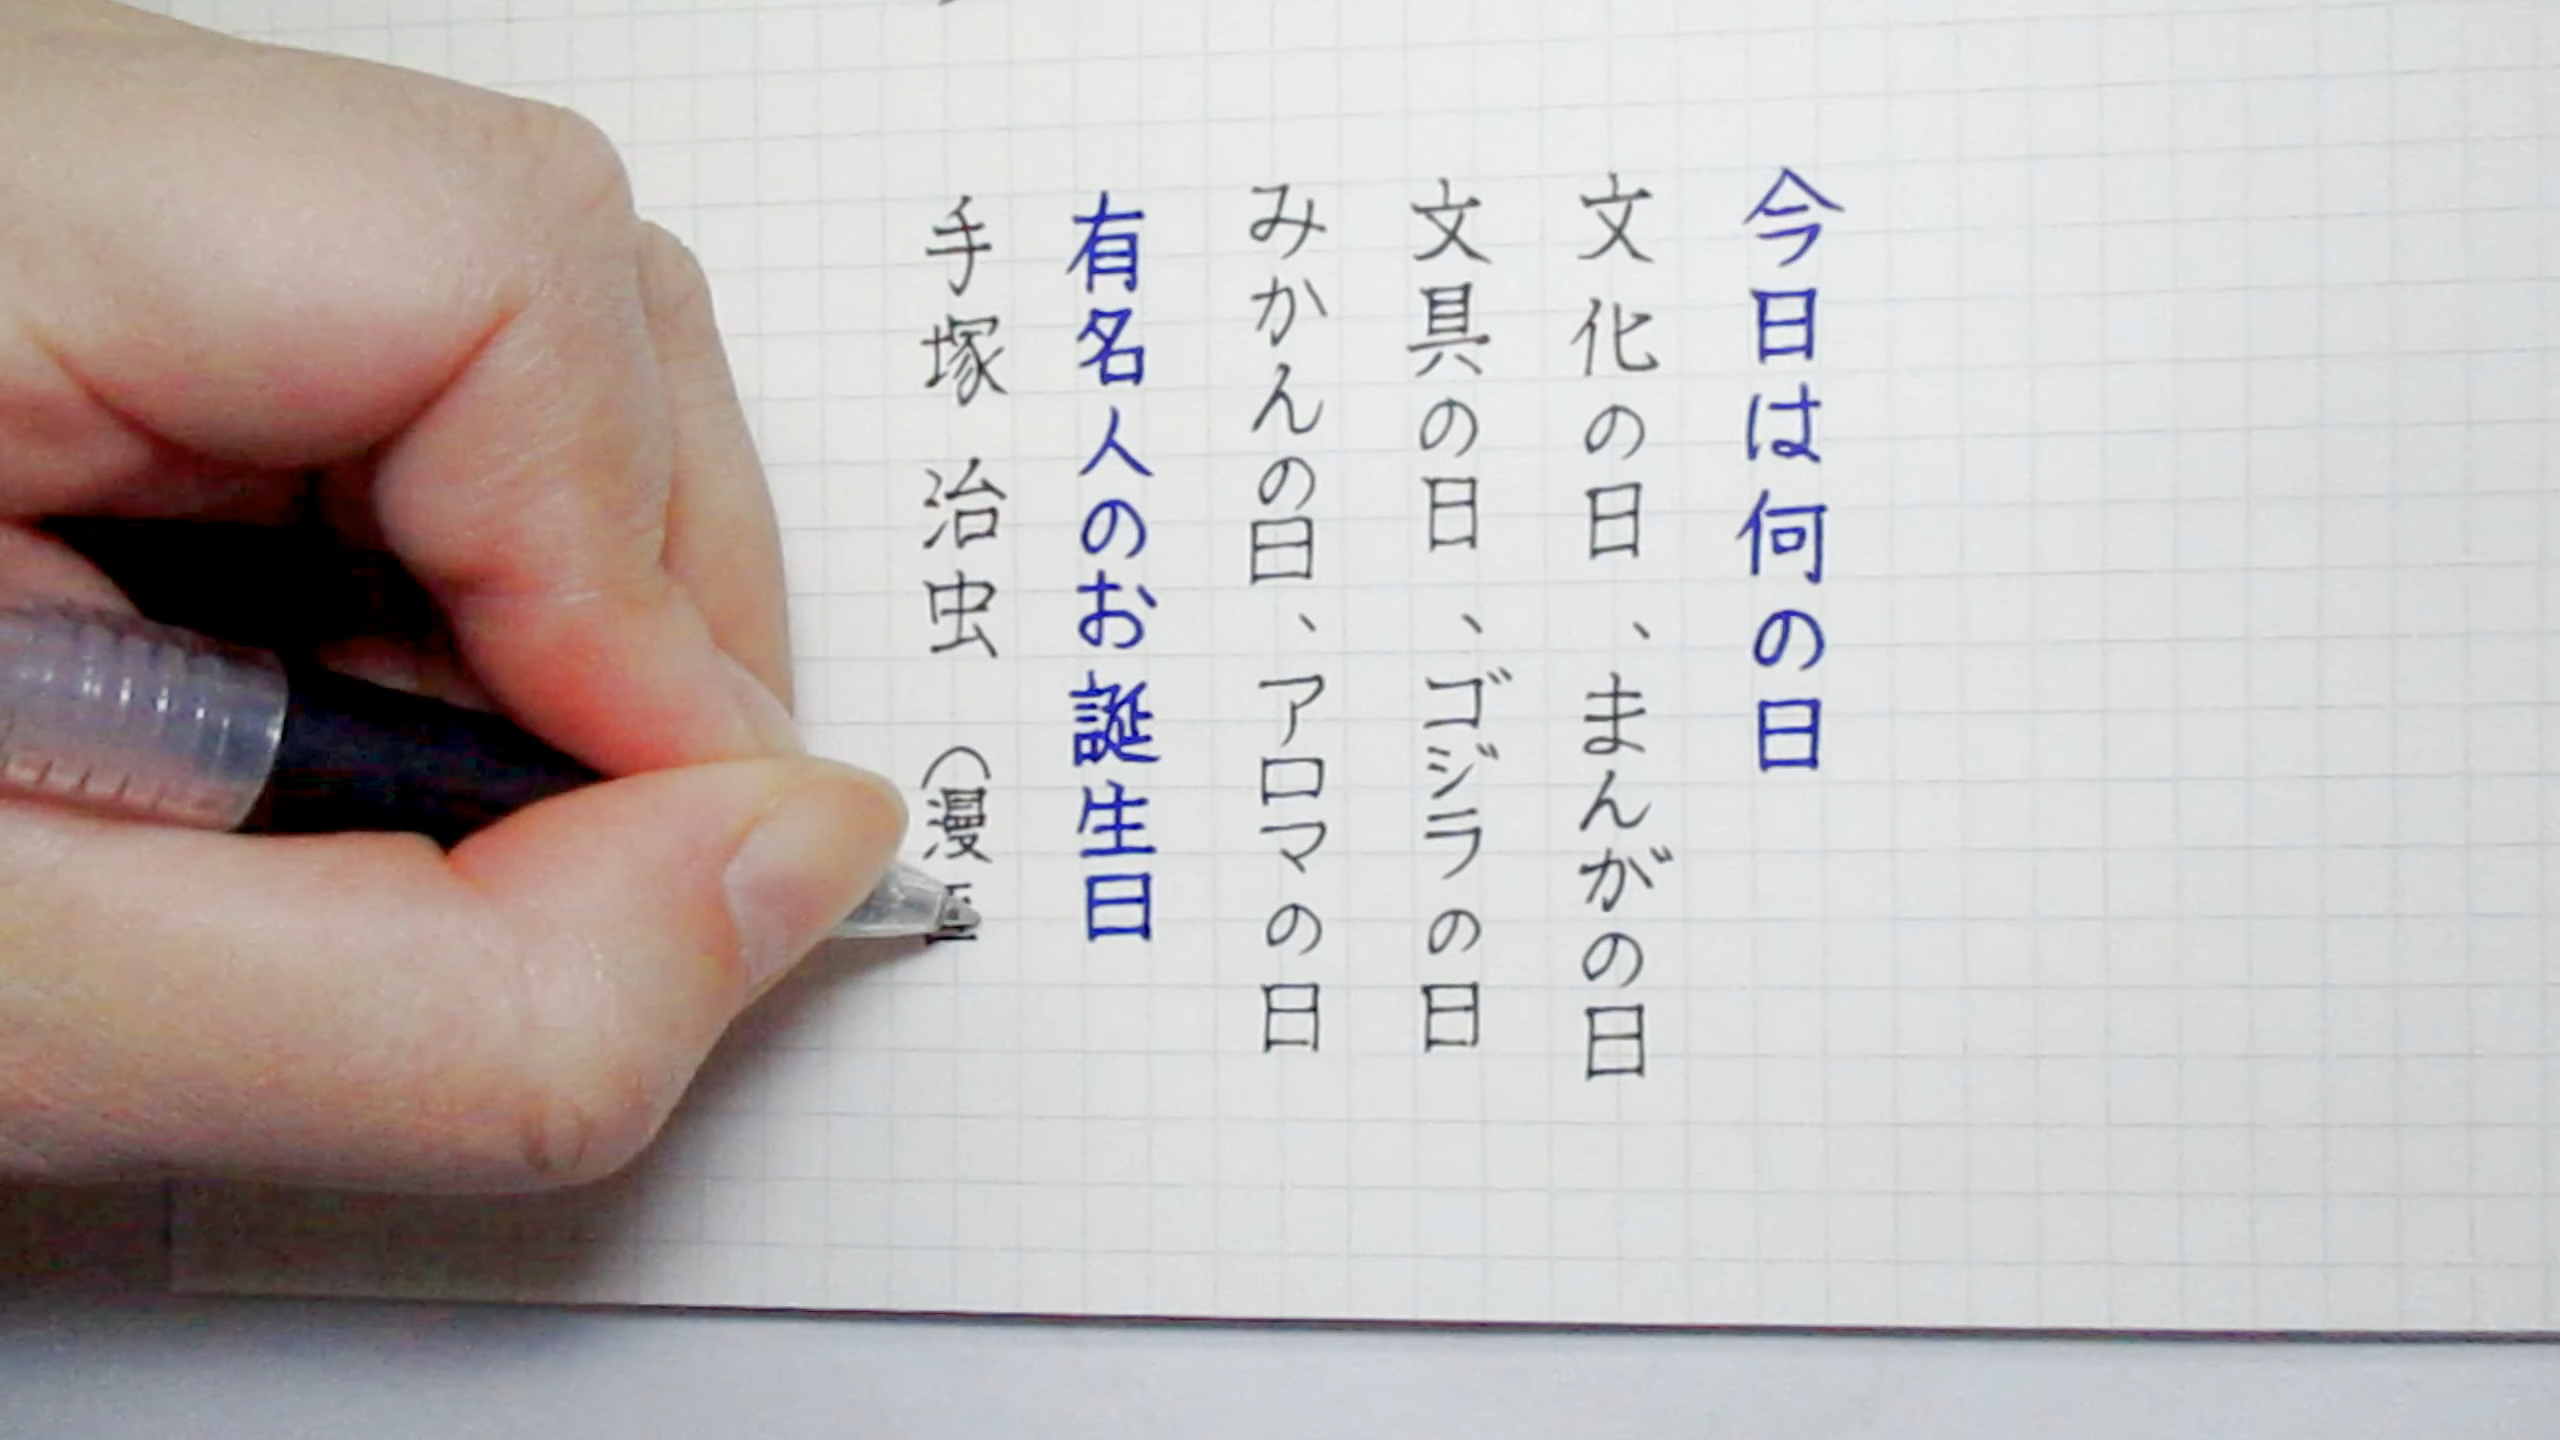 今日は何の日
文化の日、まんがの日
文具の日、ゴジラの日
みかんの日、アロマの日
有名人のお誕生日
手塚 治虫 (漫